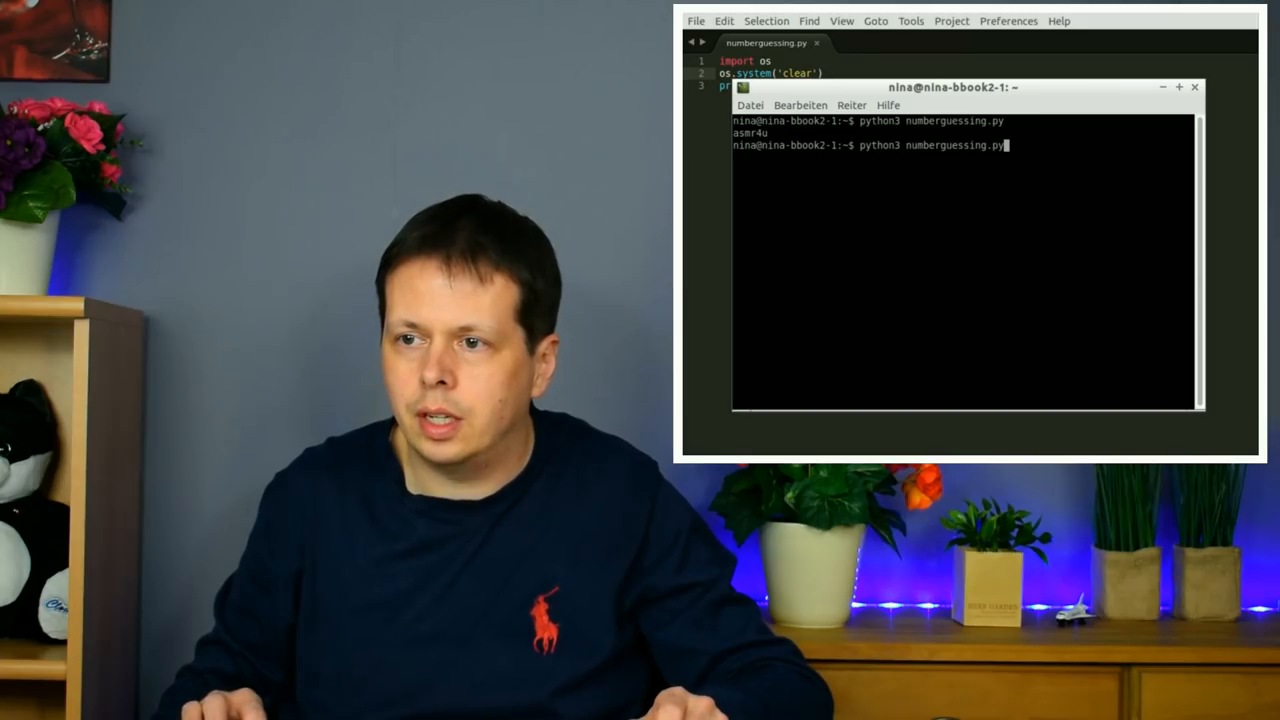 File Edit Selection Find View Goto Tools Project Preferences Help
numberguessing.py ×
1 import os
2 os.system('clear')
3 pr
nina@nina-bbook2-1: ~
Datei Bearbeiten Reiter Hilfe
nina@nina-bbook2-1:~$ python3 numberguessing.py
asmr4u
nina@nina-bbook2-1:~$ python3 numberguessing.py
HERB GARDEN